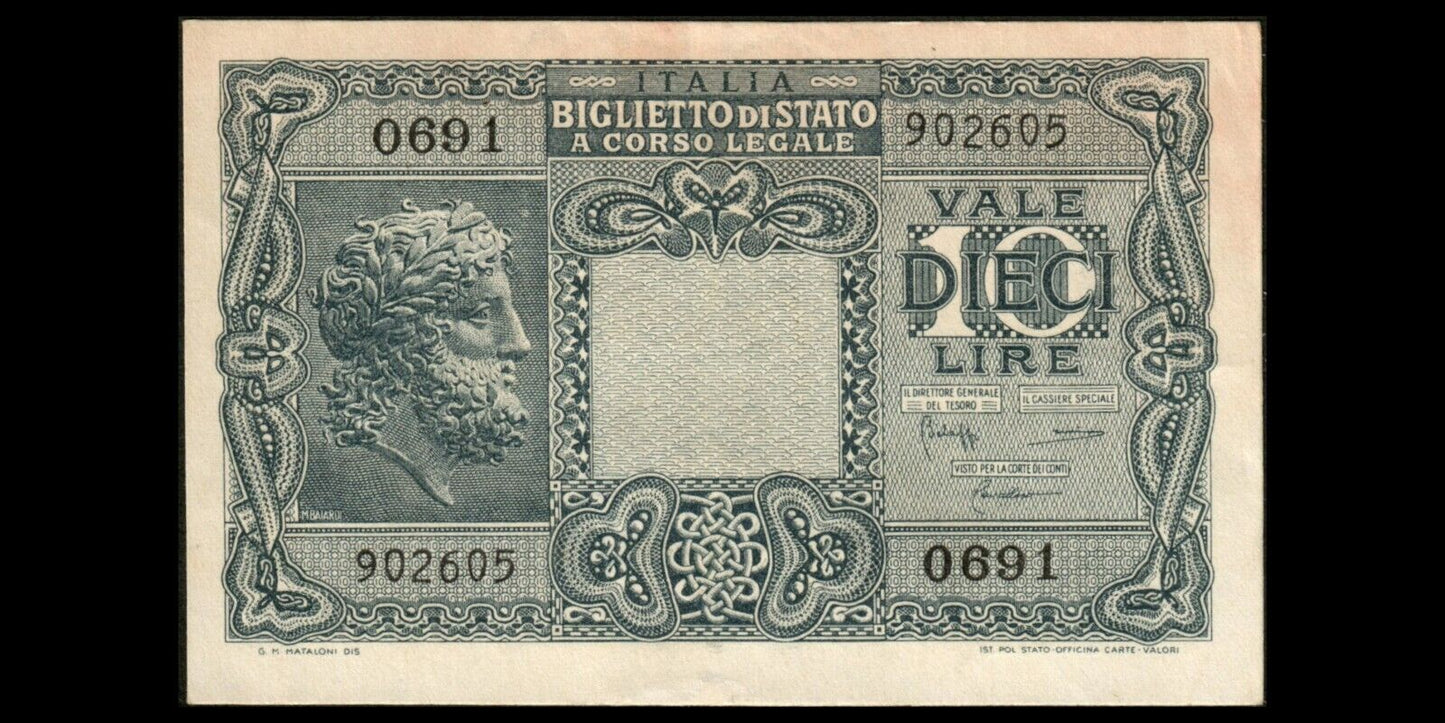 ITALIA
BIGLIETTO DI STATO
A CORSO LEGALE
0691
902605
VALE
10
DIECI
LIRE
IL DIRETTORE GENERALE
DEL TESORO
IL CASSIERE SPECIALE
VISTO PER LA CORTE DEI CONTI
M BAIARDI
902605
0691
G. M. MATALONI DIS
IST. POL. STATO-OFFICINA CARTE-VALORI